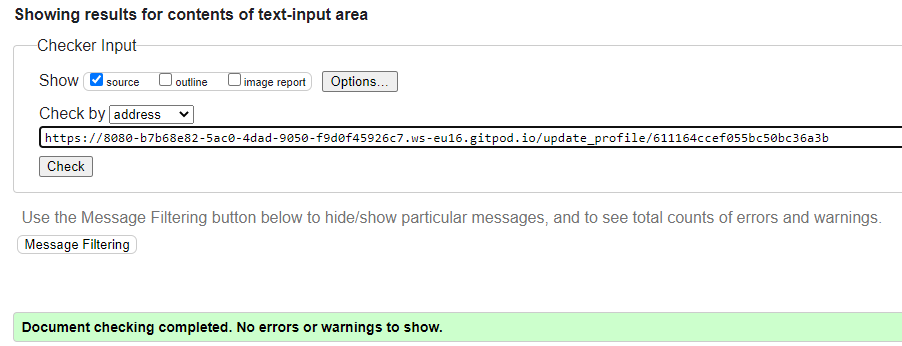 Showing results for contents of text-input area
Checker Input
Show source outline image report Options...
Check by address
https://8080-b7b68e82-5ac0-4dad-9050-f9d0f45926c7.ws-eu16.gitpod.io/update_profile/611164ccef055bc50bc36a3b
Check
Use the Message Filtering button below to hide/show particular messages, and to see total counts of errors and warnings.
Message Filtering
Document checking completed. No errors or warnings to show.